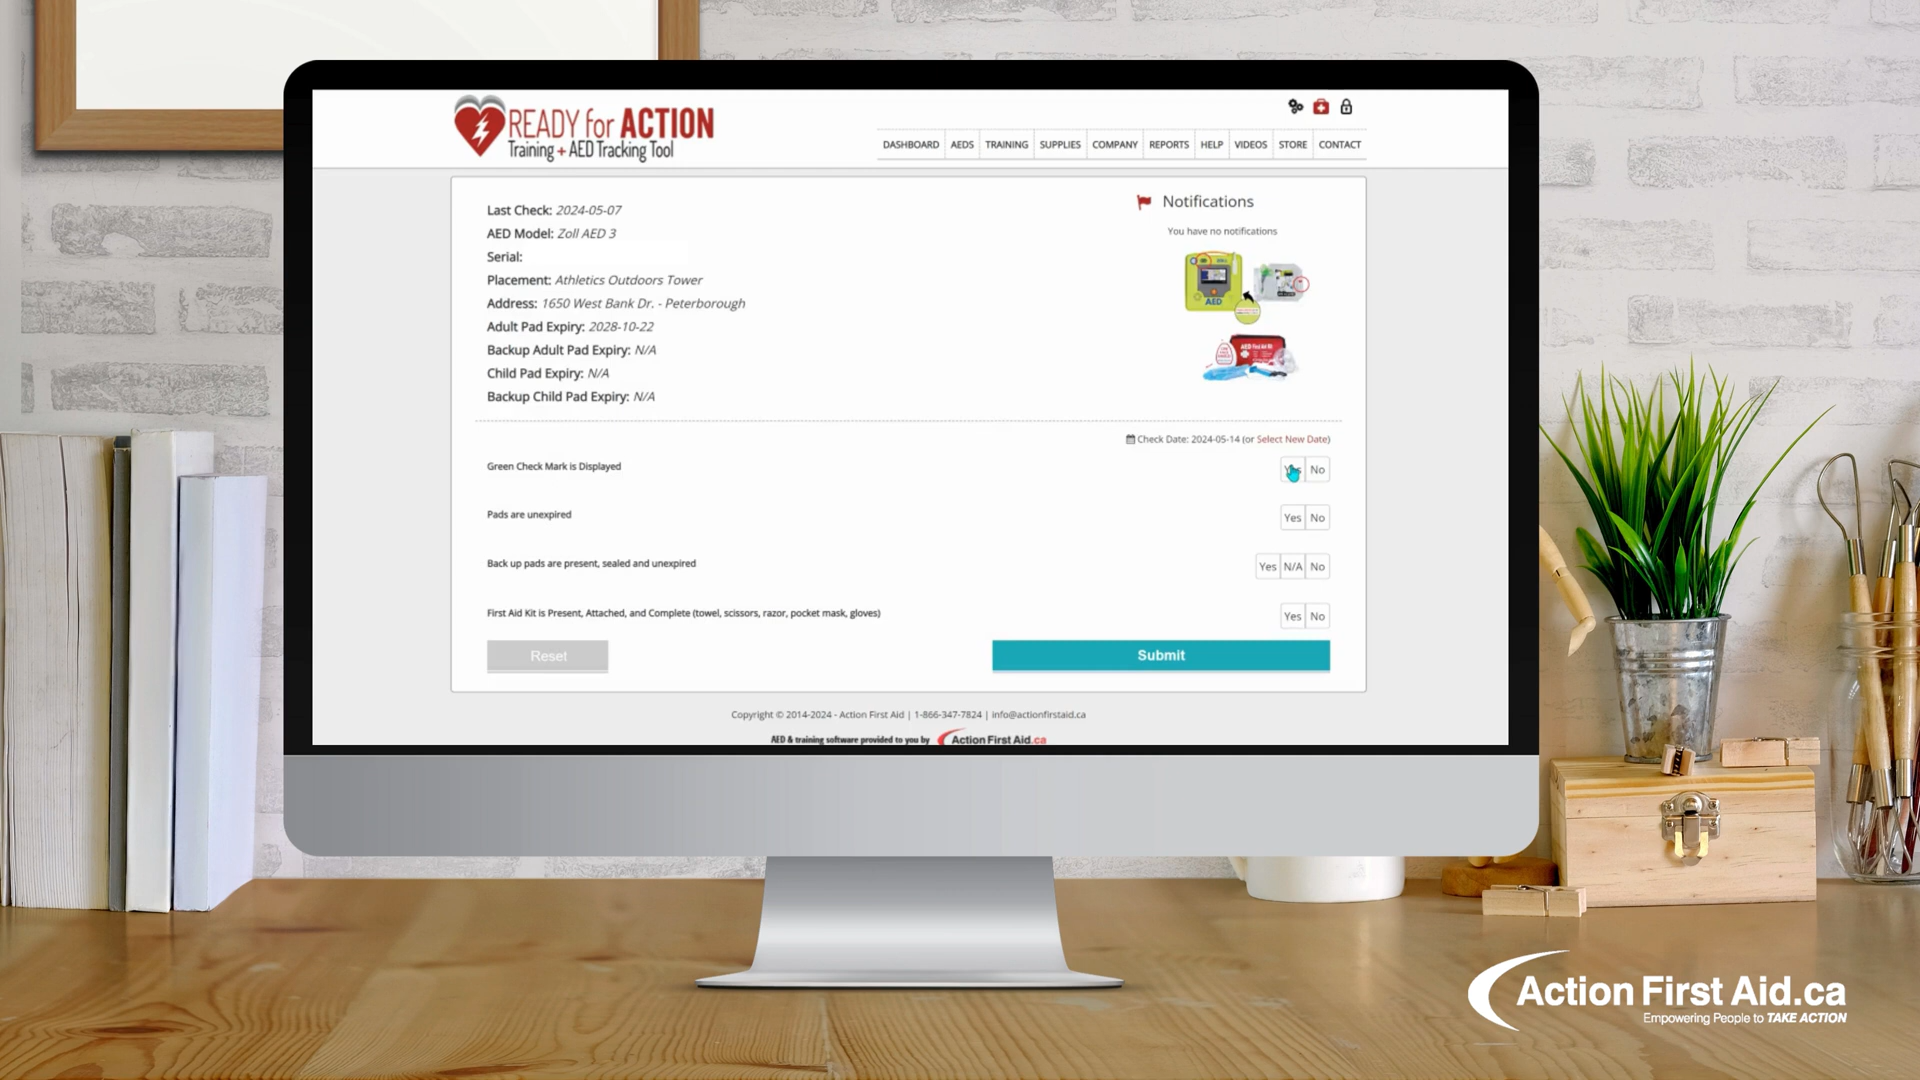 READY for ACTION
Training + AED Tracking Tool
DASHBOARD AEDS TRAINING SUPPLIES COMPANY REPORTS HELP VIDEOS STORE CONTACT
Last Check: 2024-05-07
AED Model: Zoll AED 3
Serial:
Placement: Athletics Outdoors Tower
Address: 1650 West Bank Dr. - Peterborough
Adult Pad Expiry: 2028-10-22
Backup Adult Pad Expiry: N/A
Child Pad Expiry: N/A
Backup Child Pad Expiry: N/A
Notifications
You have no notifications
AED
Check Date: 2024-05-14 (or Select New Date)
Green Check Mark is Displayed
Yes No
Pads are unexpired
Yes No
Back up pads are present, sealed and unexpired
Yes N/A No
First Aid Kit is Present, Attached, and Complete (towel, scissors, razor, pocket mask, gloves)
Yes No
Reset
Submit
Copyright © 2014-2024 - Action First Aid | 1-866-347-7824 | info@actionfirstaid.ca
AED & training software provided to you by Action First Aid.ca
Action First Aid.ca
Empowering People to TAKE ACTION